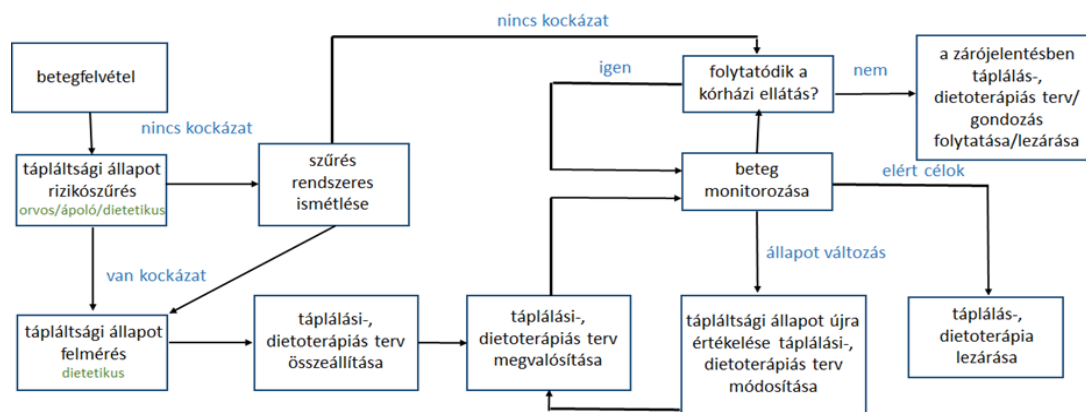 nincs kockázat
betegfelvétel
igen
folytatódik a
kórházi ellátás?
nem
a zárójelentésben
táplálás-,
dietoterápiás terv/
gondozás
folytatása/lezárása
nincs kockázat
tápláltsági állapot
rizikószűrés
orvos/ápoló/dietetikus
szűrés
rendszeres
ismétlése
beteg
monitorozása
elért célok
van kockázat
állapot változás
tápláltsági állapot
felmérés
dietetikus
táplálási-,
dietoterápiás terv
összeállítása
táplálási-,
dietoterápiás terv
megvalósítása
tápláltsági állapot újra
értékelése táplálási-,
dietoterápiás terv
módosítása
táplálás-,
dietoterápia
lezárása